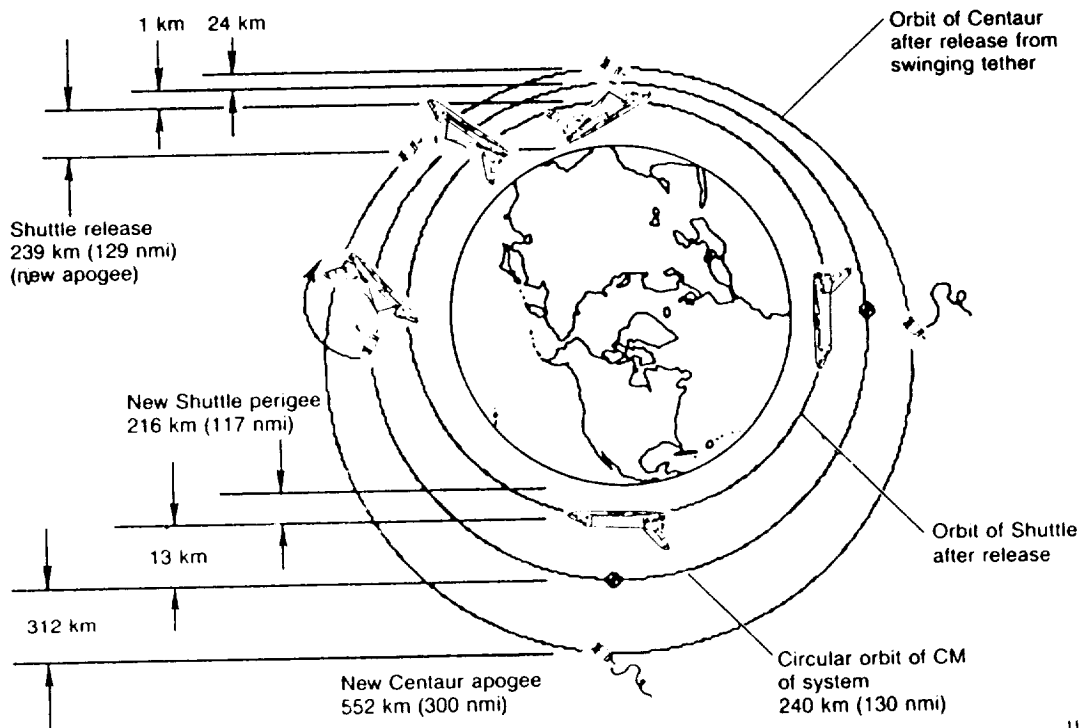 1 km 24 km
Orbit of Centaur
after release from
swinging tether
Shuttle release
239 km (129 nmi)
(new apogee)
New Shuttle perigee
216 km (117 nmi)
13 km
312 km
Orbit of Shuttle
after release
New Centaur apogee
552 km (300 nmi)
Circular orbit of CM
of system
240 km (130 nmi)